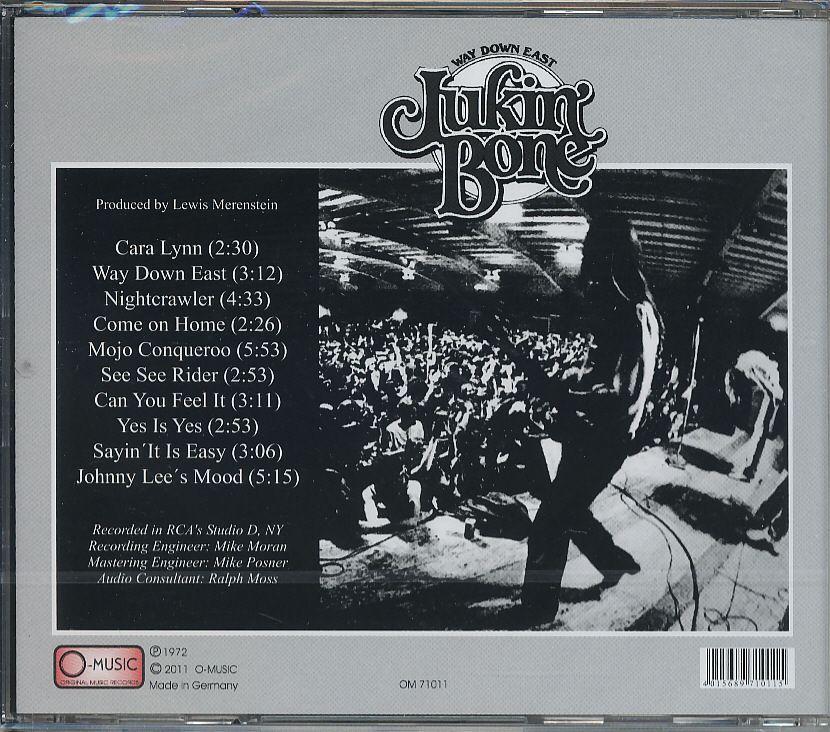 WAY DOWN EAST
Jukin' Bone
Produced by Lewis Merenstein
Cara Lynn (2:30)
Way Down East (3:12)
Nightcrawler (4:33)
Come on Home (2:26)
Mojo Conqueroo (5:53)
See See Rider (2:53)
Can You Feel It (3:11)
Yes Is Yes (2:53)
Sayin´It Is Easy (3:06)
Johnny Lee´s Mood (5:15)
Recorded in RCA's Studio D, NY
Recording Engineer: Mike Moran
Mastering Engineer: Mike Posner
Audio Consultant: Ralph Moss
O-MUSIC
ORIGINAL MUSIC RECORDS
℗ 1972
© 2011 O-MUSIC
Made in Germany
OM 71011
4 015689 710113